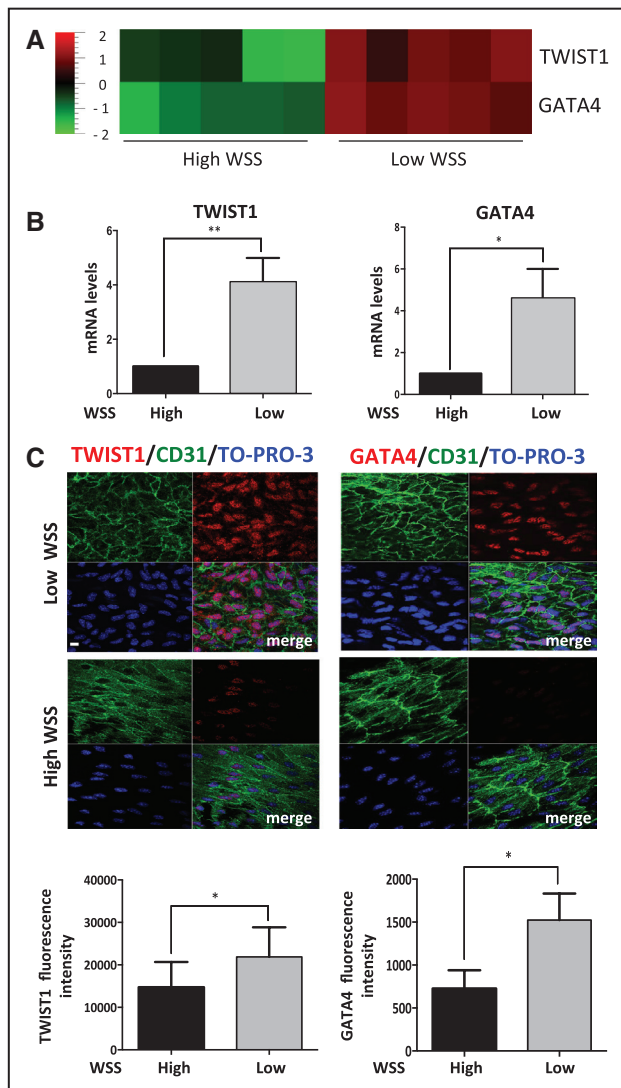 A
2
1
0
- 1
- 2
TWIST1
GATA4
High WSS
Low WSS
B
TWIST1
mRNA levels
6
4
2
0
**
WSS High Low
GATA4
mRNA levels
8
6
4
2
0
*
WSS High Low
C
TWIST1/CD31/TO-PRO-3
GATA4/CD31/TO-PRO-3
Low WSS
merge
merge
High WSS
merge
merge
TWIST1 fluorescence
intensity
40000
30000
20000
10000
0
*
WSS High Low
GATA4 fluorescence
intensity
2000
1500
1000
500
0
*
WSS High Low